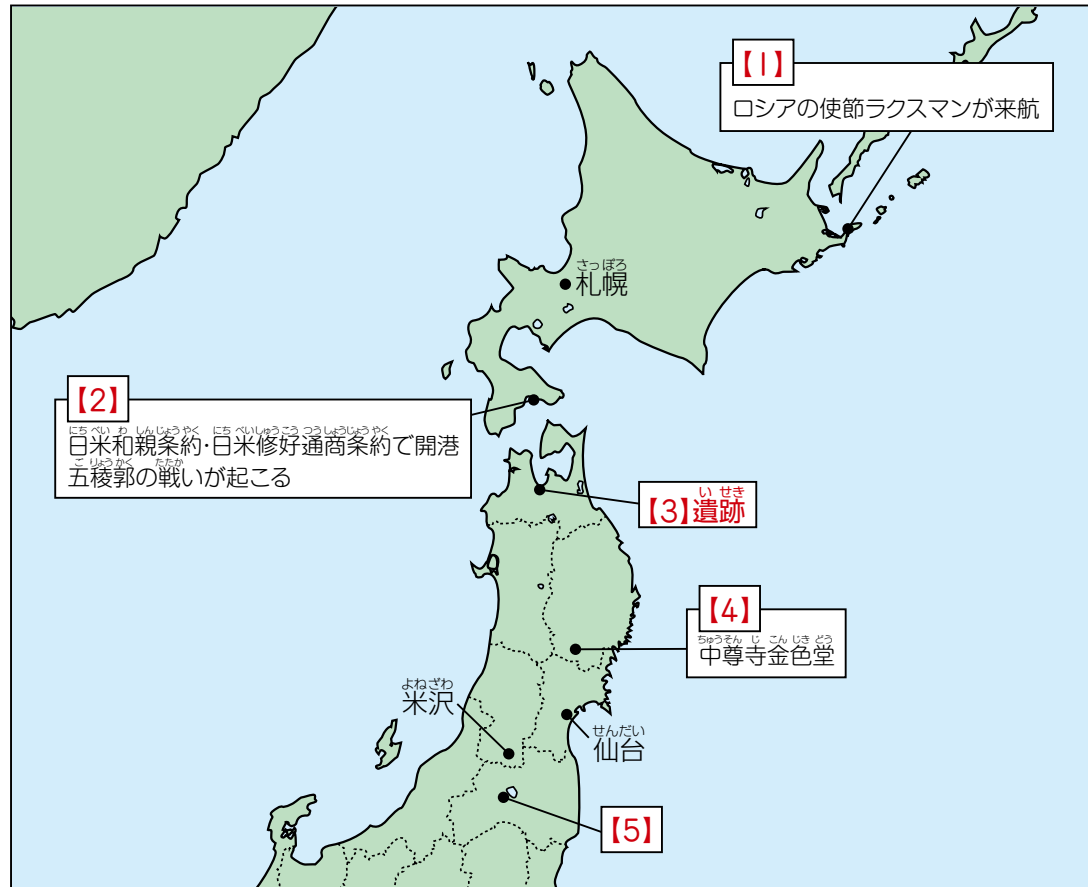 【1】
ロシアの使節ラクスマンが来航
さっぽろ
札幌
【2】
にちべいわしんじょうやく にちべいしゅうこうつうしょうじょうやく
日米和親条約・日米修好通商条約で開港
ごりょうかく たたか
五稜郭の戦いが起こる
いせき
【3】遺跡
【4】
ちゅうそんじこんじきどう
中尊寺金色堂
よねざわ
米沢
せんだい
仙台
【5】